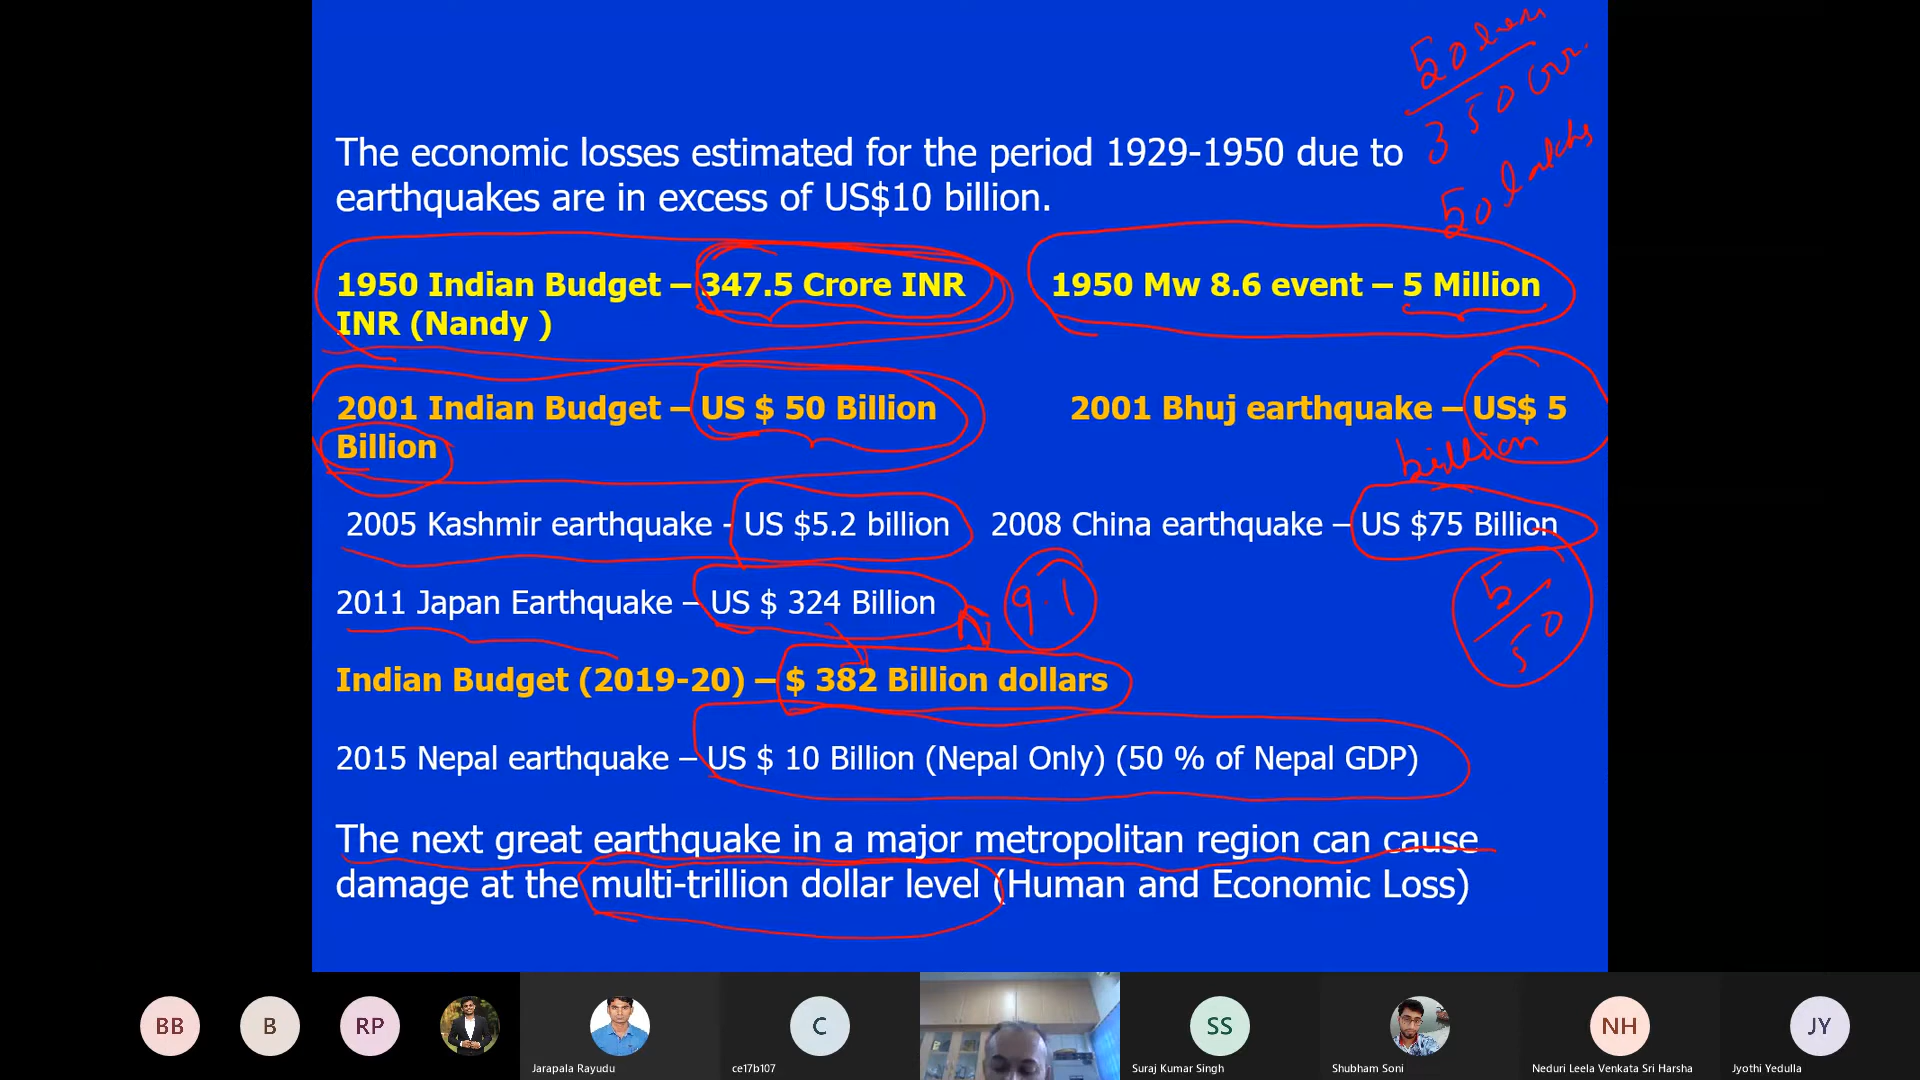 50
350
50 lakhs
The economic losses estimated for the period 1929-1950 due to
earthquakes are in excess of US$10 billion.
1950 Indian Budget – 347.5 Crore INR 1950 Mw 8.6 event – 5 Million
INR (Nandy )
2001 Indian Budget – US $ 50 Billion 2001 Bhuj earthquake – US$ 5
Billion
billion
2005 Kashmir earthquake - US $5.2 billion 2008 China earthquake – US $75 Billion
2011 Japan Earthquake – US $ 324 Billion
9.1
5
50
Indian Budget (2019-20) – $ 382 Billion dollars
2015 Nepal earthquake – US $ 10 Billion (Nepal Only) (50 % of Nepal GDP)
The next great earthquake in a major metropolitan region can cause
damage at the multi-trillion dollar level (Human and Economic Loss)
BB B RP C SS NH JY
Jarapala Rayudu ce17b107 Suraj Kumar Singh Shubham Soni Neduri Leela Venkata Sri Harsha Jyothi Yedulla